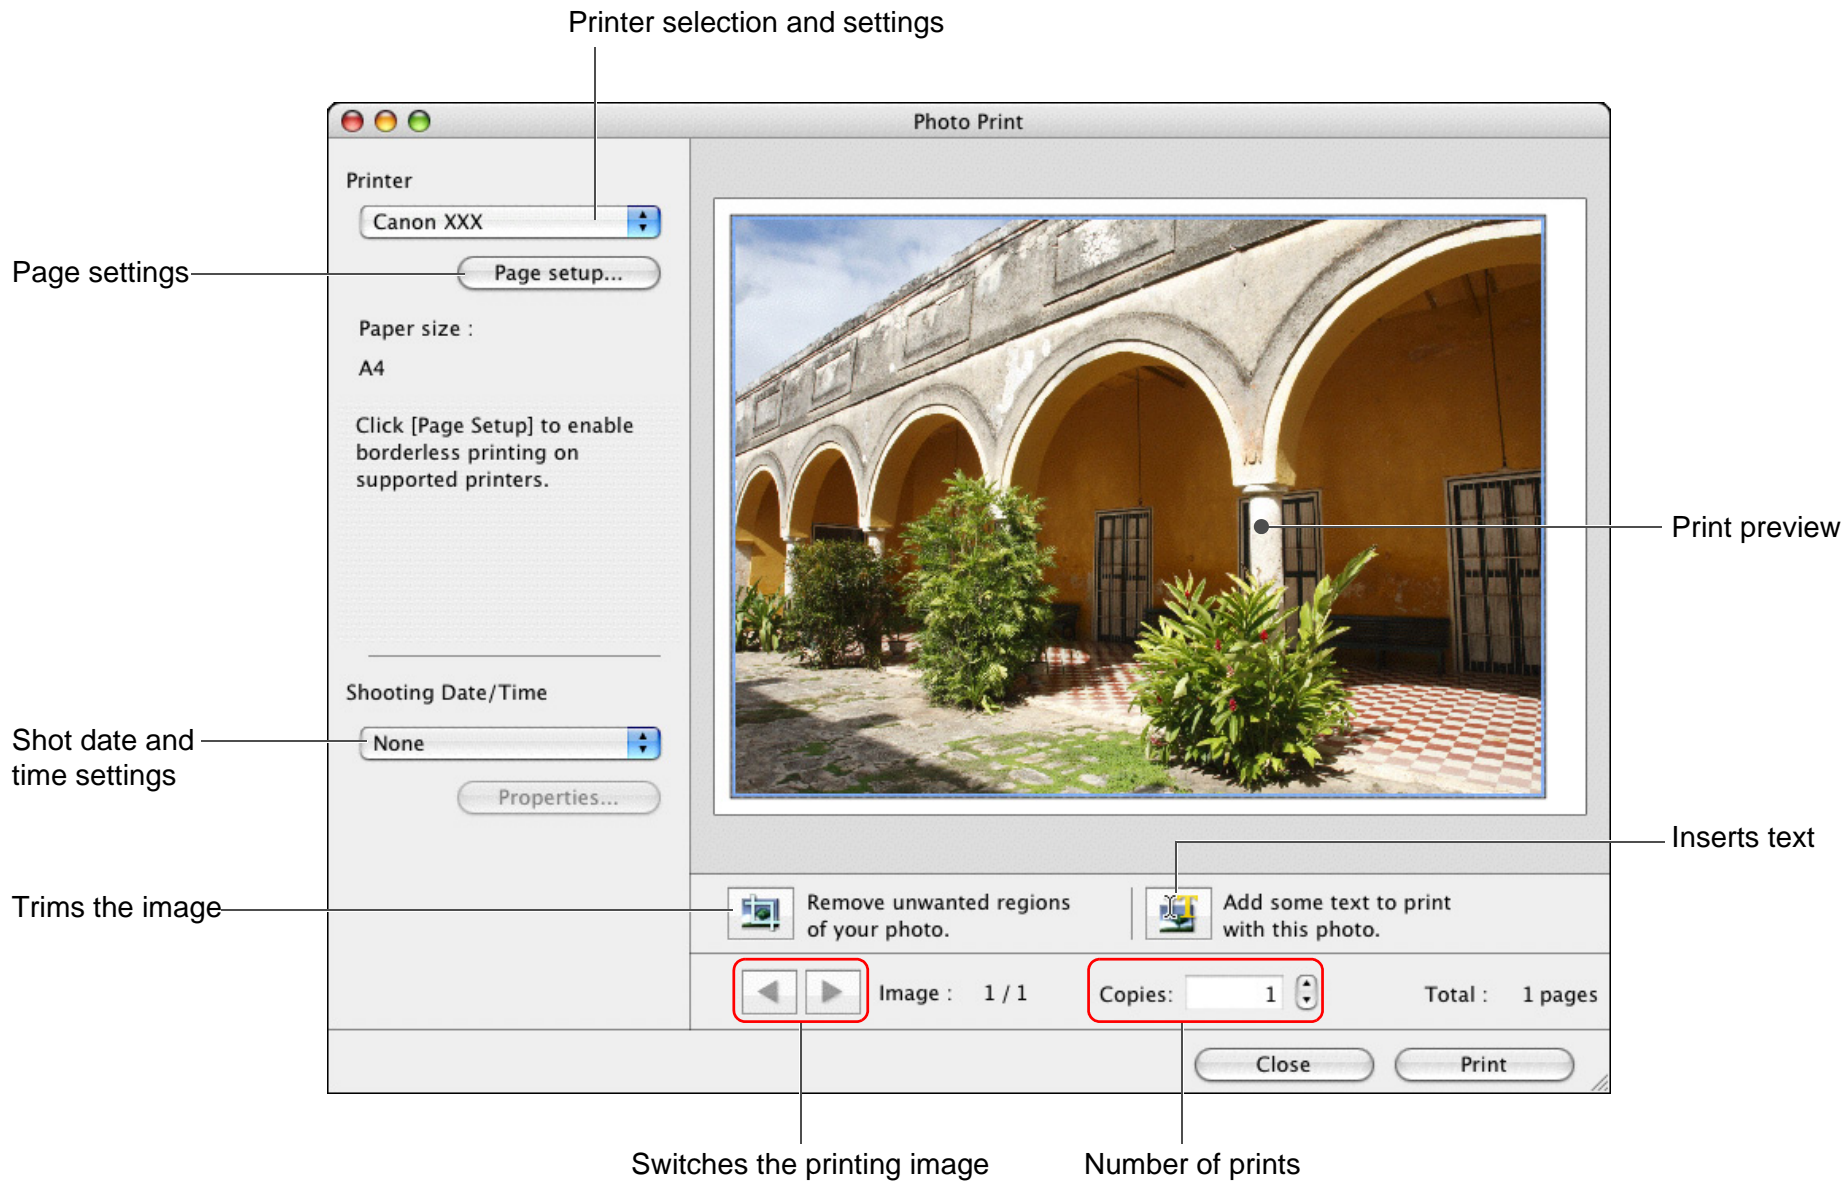 Printer selection and settings
Photo Print
Printer
Canon XXX
Page settings
Page setup...
Paper size :
A4
Click [Page Setup] to enable
borderless printing on
supported printers.
Print preview
Shooting Date/Time
Shot date and
time settings
None
Properties...
Inserts text
Trims the image
Remove unwanted regions
of your photo.
T
Add some text to print
with this photo.
Image : 1 / 1
Copies: 1
Total : 1 pages
Close
Print
Switches the printing image
Number of prints